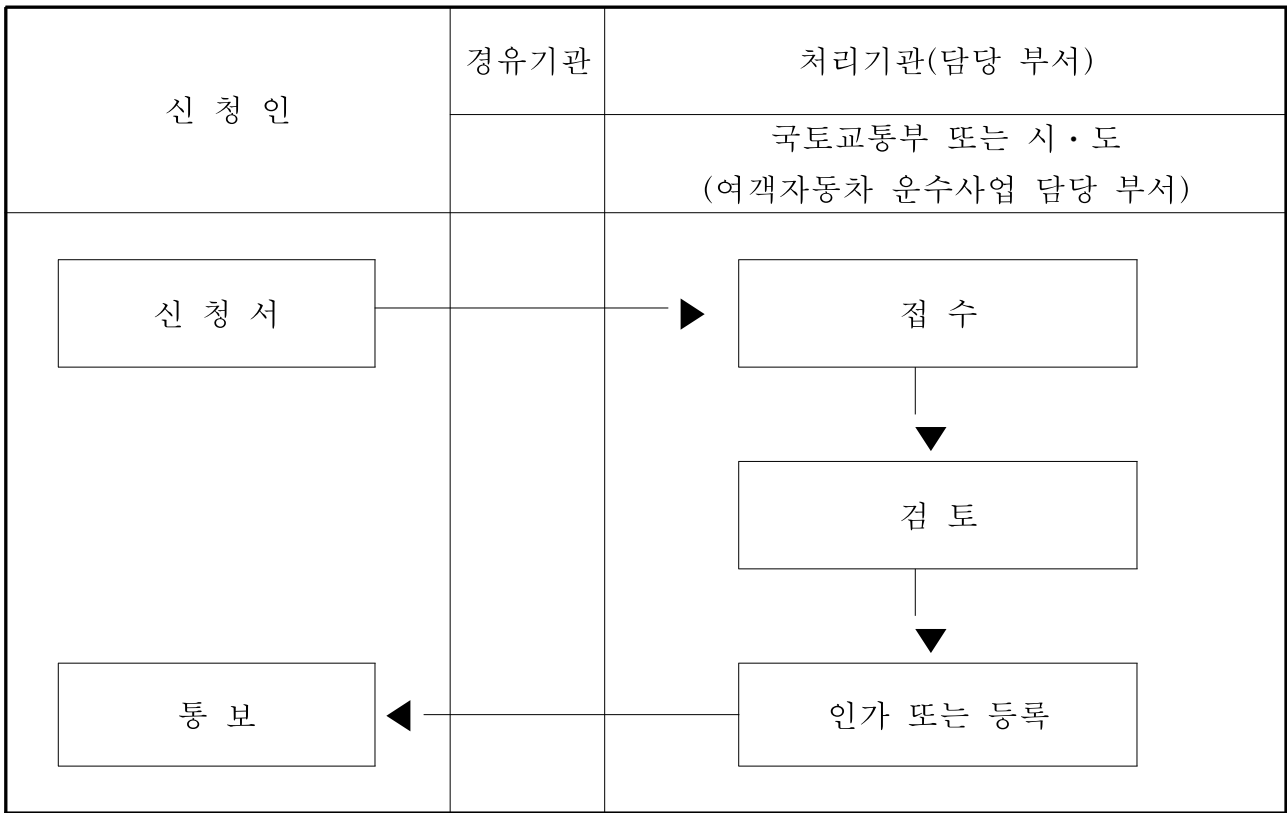 신 청 인
경유기관
처리기관(담당 부서)
국토교통부 또는 시・도
(여객자동차 운수사업 담당 부서)
신 청 서
접 수
검 토
통 보
인가 또는 등록